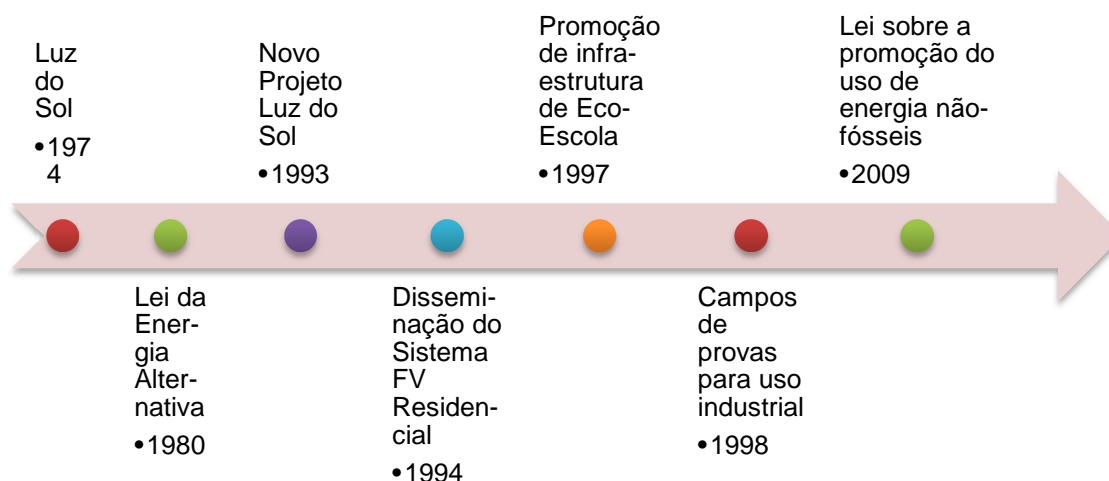 Luz
do
Sol
•197
4
Lei da
Ener-
gia
Alter-
nativa
•1980
Novo
Projeto
Luz do
Sol
•1993
Dissemi-
nação do
Sistema
FV
Residen-
cial
•1994
Promoção
de infra-
estrutura
de Eco-
Escola
•1997
Campos
de
provas
para uso
industrial
•1998
Lei sobre a
promoção do
uso de
energia não-
fósseis
•2009